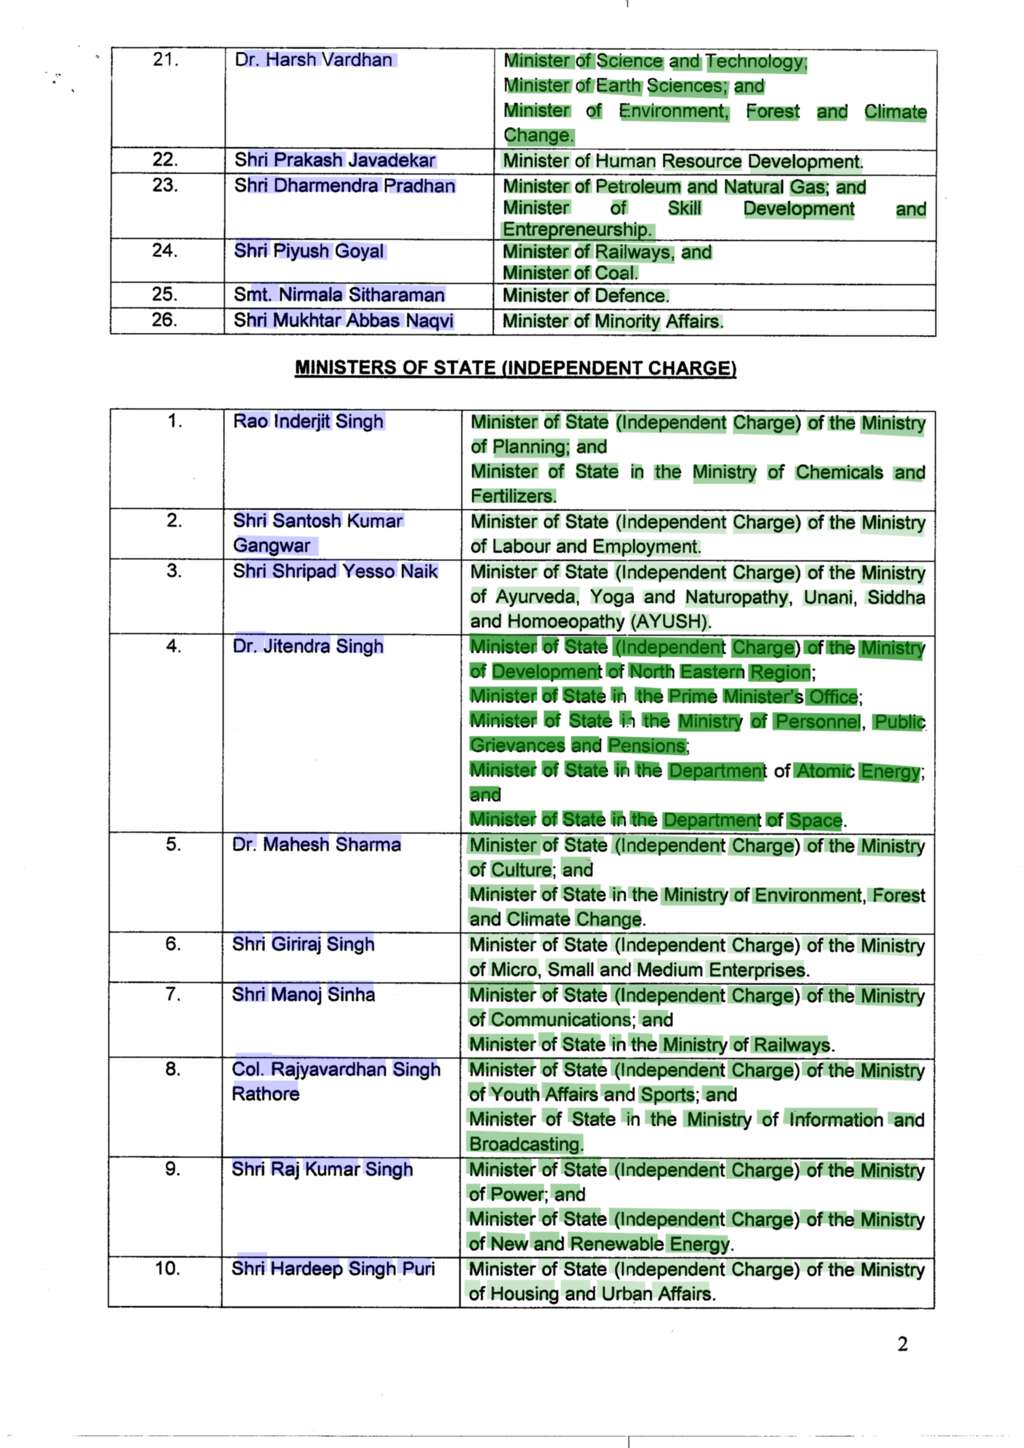 21. Dr. Harsh Vardhan Minister of Science and Technology;
Minister of Earth Sciences; and
Minister of Environment, Forest and Climate
Change.
22. Shri Prakash Javadekar Minister of Human Resource Development.
23. Shri Dharmendra Pradhan Minister of Petroleum and Natural Gas; and
Minister of Skill Development and
Entrepreneurship.
24. Shri Piyush Goyal Minister of Railways, and
Minister of Coal.
25. Smt. Nirmala Sitharaman Minister of Defence.
26. Shri Mukhtar Abbas Naqvi Minister of Minority Affairs.
MINISTERS OF STATE (INDEPENDENT CHARGE)
1. Rao Inderjit Singh Minister of State (Independent Charge) of the Ministry
of Planning; and
Minister of State in the Ministry of Chemicals and
Fertilizers.
2. Shri Santosh Kumar Minister of State (Independent Charge) of the Ministry
Gangwar of Labour and Employment.
3. Shri Shripad Yesso Naik Minister of State (Independent Charge) of the Ministry
of Ayurveda, Yoga and Naturopathy, Unani, Siddha
and Homoeopathy (AYUSH).
4. Dr. Jitendra Singh Minister of State (Independent Charge) of the Ministry
of Development of North Eastern Region;
Minister of State in the Prime Minister's Office;
Minister of State in the Ministry of Personnel, Public
Grievances and Pensions;
Minister of State in the Department of Atomic Energy;
and
Minister of State in the Department of Space.
5. Dr. Mahesh Sharma Minister of State (Independent Charge) of the Ministry
of Culture; and
Minister of State in the Ministry of Environment, Forest
and Climate Change.
6. Shri Giriraj Singh Minister of State (Independent Charge) of the Ministry
of Micro, Small and Medium Enterprises.
7. Shri Manoj Sinha Minister of State (Independent Charge) of the Ministry
of Communications; and
Minister of State in the Ministry of Railways.
8. Col. Rajyavardhan Singh Minister of State (Independent Charge) of the Ministry
Rathore of Youth Affairs and Sports; and
Minister of State in the Ministry of Information and
Broadcasting.
9. Shri Raj Kumar Singh Minister of State (Independent Charge) of the Ministry
of Power; and
Minister of State (Independent Charge) of the Ministry
of New and Renewable Energy.
10. Shri Hardeep Singh Puri Minister of State (Independent Charge) of the Ministry
of Housing and Urban Affairs.
2